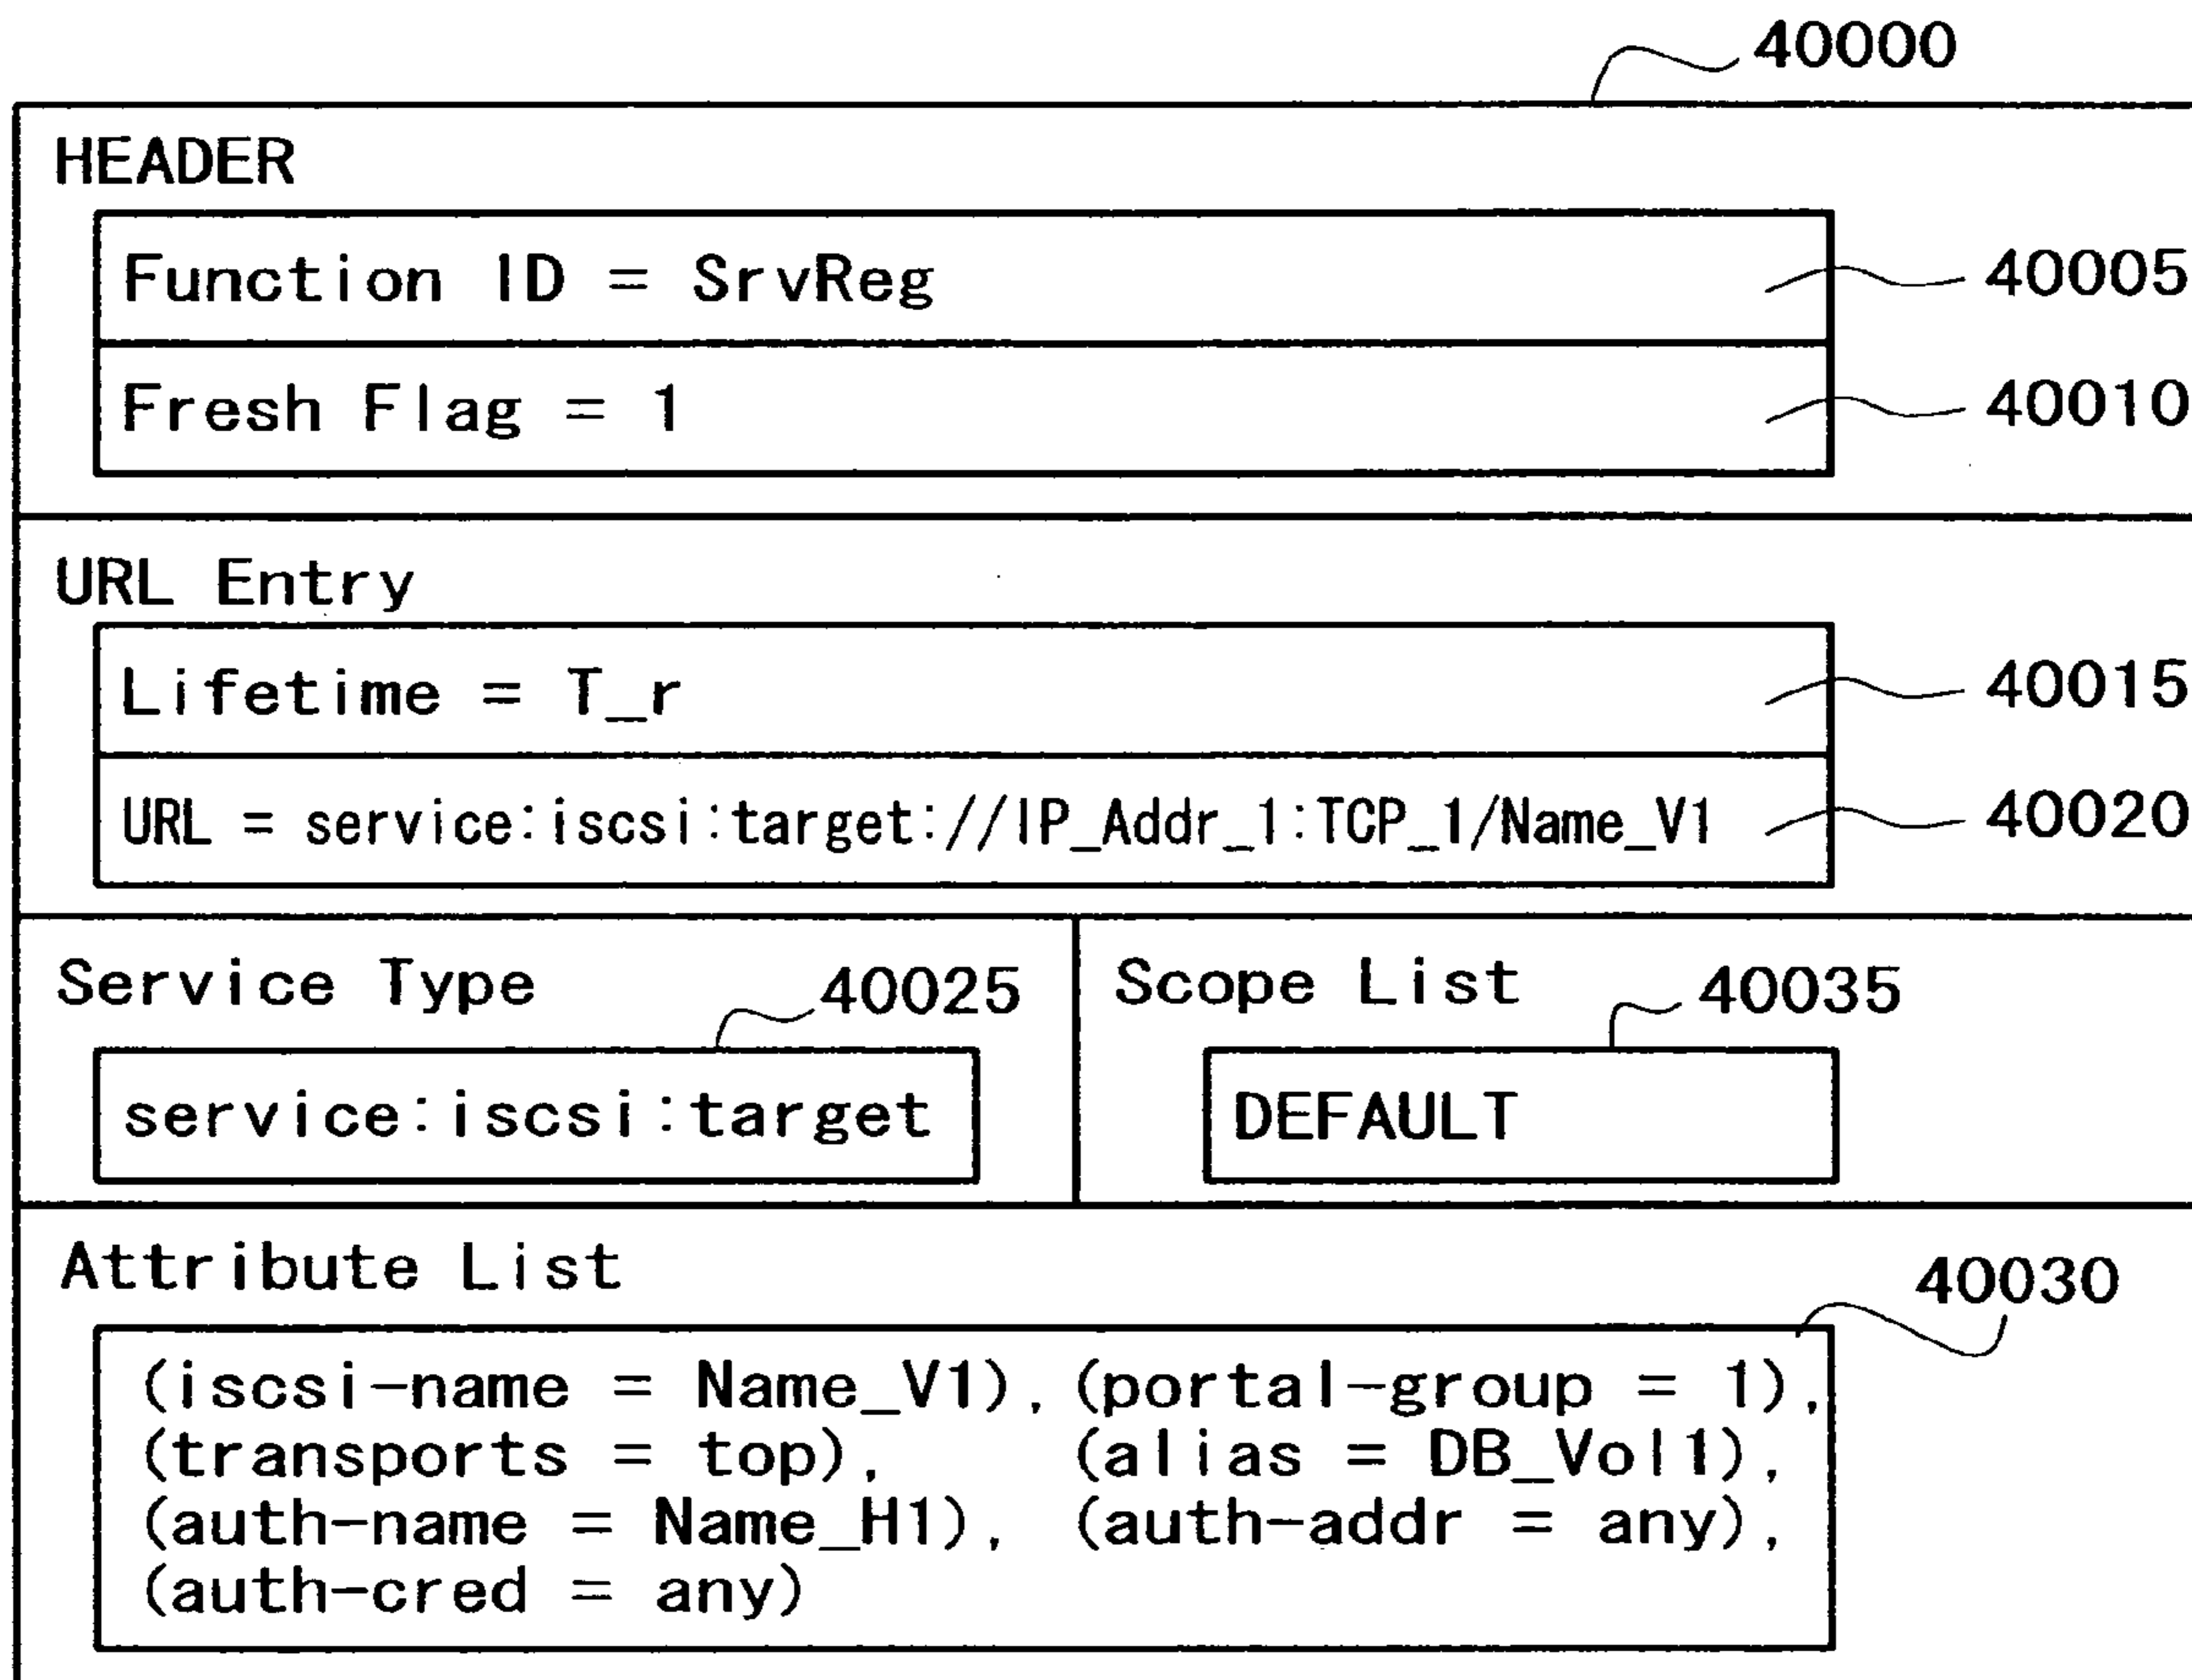 40000
HEADER
Function ID = SrvReg 40005
Fresh Flag = 1 40010
URL Entry
Lifetime = T_r 40015
URL = service:iscsi:target://IP_Addr_1:TCP_1/Name_V1 40020
Service Type 40025 Scope List 40035
service:iscsi:target DEFAULT
Attribute List 40030
(iscsi-name = Name_V1), (portal-group = 1),
(transports = top), (alias = DB_Vol1),
(auth-name = Name_H1), (auth-addr = any),
(auth-cred = any)